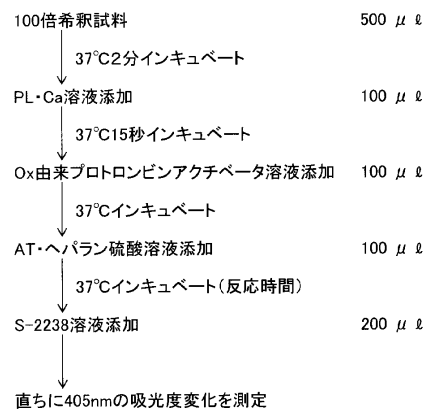 100倍希釈試料 500 μℓ
37℃2分インキュベート
PL・Ca溶液添加 100 μℓ
37℃15秒インキュベート
Ox由来プロトロンビンアクチベータ溶液添加 100 μℓ
37℃インキュベート
AT・ヘパラン硫酸溶液添加 100 μℓ
37℃インキュベート(反応時間)
S-2238溶液添加 200 μℓ
直ちに405nmの吸光度変化を測定